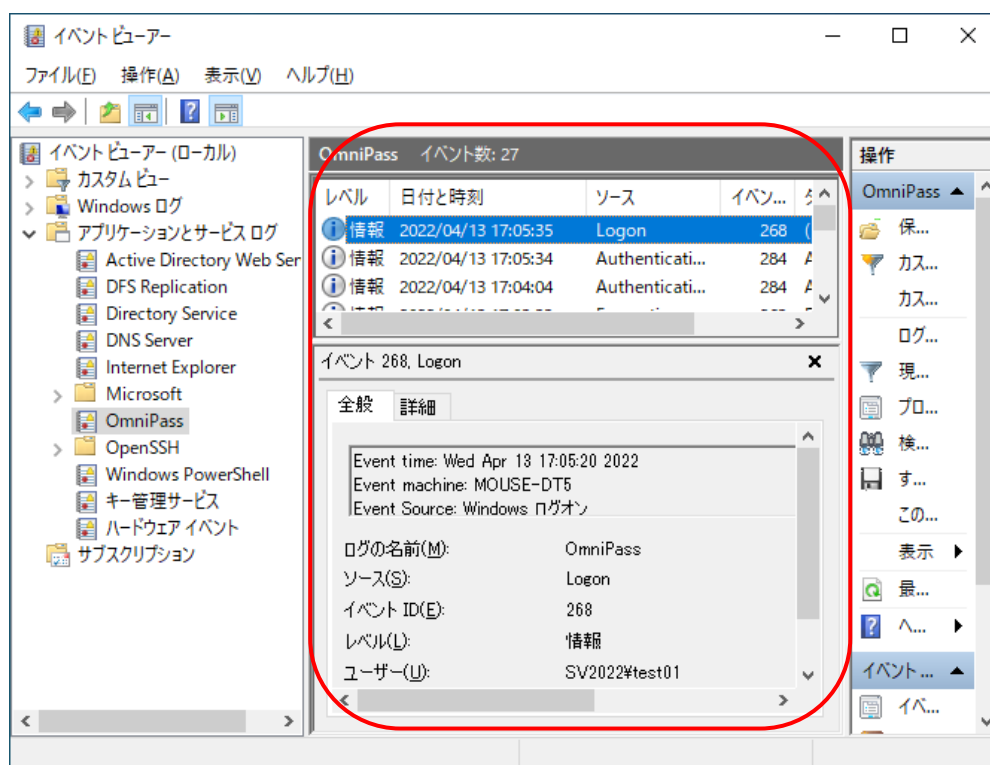 イベント ビューアー
ファイル(F) 操作(A) 表示(V) ヘルプ(H)
イベント ビューアー (ローカル)
カスタム ビュー
Windows ログ
アプリケーションとサービス ログ
Active Directory Web Ser
DFS Replication
Directory Service
DNS Server
Internet Explorer
Microsoft
OmniPass
OpenSSH
Windows PowerShell
キー管理サービス
ハードウェア イベント
サブスクリプション
OmniPass イベント数: 27
レベル 日付と時刻 ソース イベン...
情報 2022/04/13 17:05:35 Logon 268 (
情報 2022/04/13 17:05:34 Authenticati... 284 A
情報 2022/04/13 17:04:04 Authenticati... 284 A
イベント 268, Logon
全般 詳細
Event time: Wed Apr 13 17:05:20 2022
Event machine: MOUSE-DT5
Event Source: Windows ログオン
ログの名前(M): OmniPass
ソース(S): Logon
イベント ID(E): 268
レベル(L): 情報
ユーザー(U): SV2022¥test01
操作
OmniPass
保...
カス...
カス...
ログ...
現...
プロ...
検...
す...
この...
表示
最...
ヘ...
イベント ...
イベ...